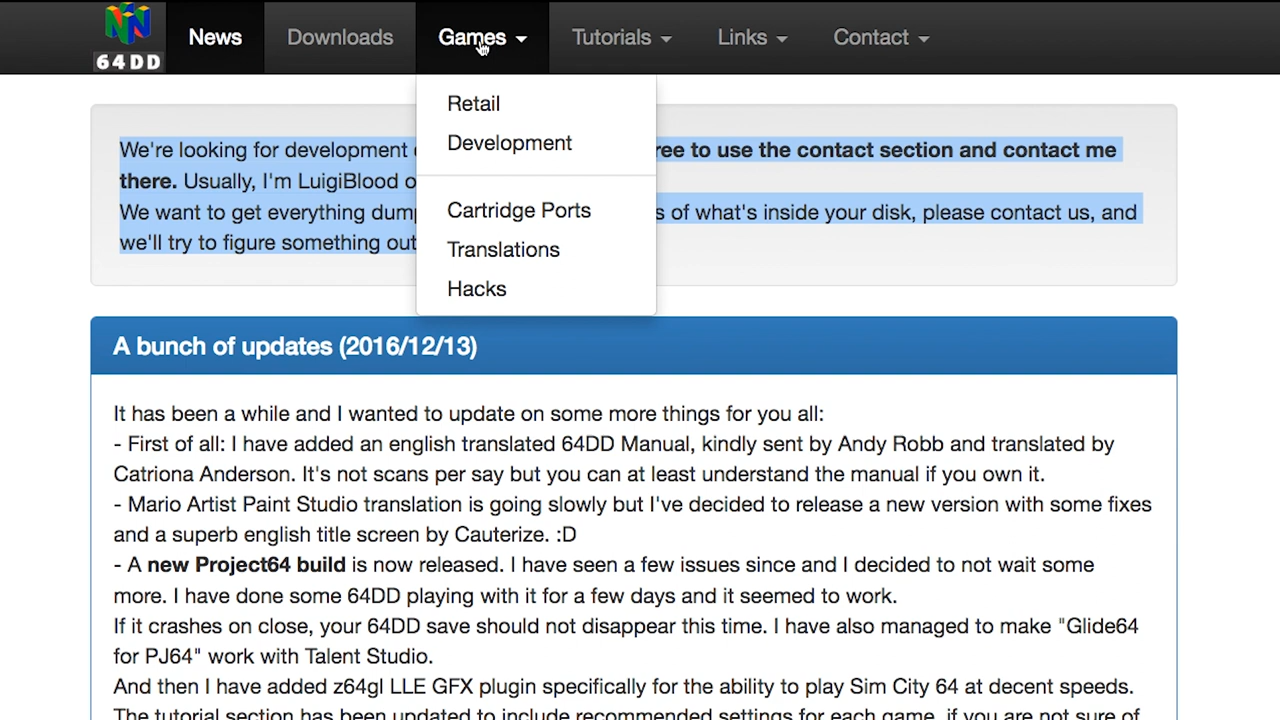 64DD
News Downloads Games Tutorials Links Contact
Retail
Development
Cartridge Ports
Translations
Hacks
We're looking for development ree to use the contact section and contact me
there. Usually, I'm LuigiBlood o
We want to get everything dump s of what's inside your disk, please contact us, and
we'll try to figure something out
A bunch of updates (2016/12/13)
It has been a while and I wanted to update on some more things for you all:
- First of all: I have added an english translated 64DD Manual, kindly sent by Andy Robb and translated by
Catriona Anderson. It's not scans per say but you can at least understand the manual if you own it.
- Mario Artist Paint Studio translation is going slowly but I've decided to release a new version with some fixes
and a superb english title screen by Cauterize. :D
- A new Project64 build is now released. I have seen a few issues since and I decided to not wait some
more. I have done some 64DD playing with it for a few days and it seemed to work.
If it crashes on close, your 64DD save should not disappear this time. I have also managed to make "Glide64
for PJ64" work with Talent Studio.
And then I have added z64gl LLE GFX plugin specifically for the ability to play Sim City 64 at decent speeds.
The tutorial section has been updated to include recommended settings for each game, if you are not sure of